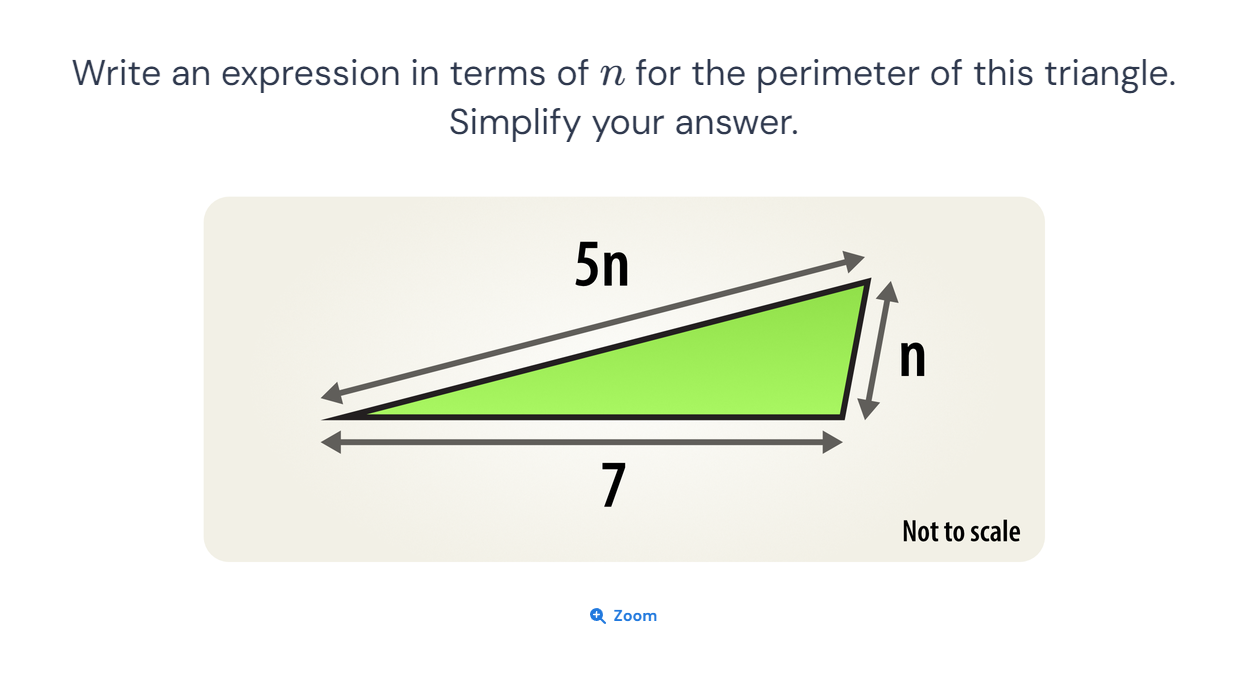 Write an expression in terms of n for the perimeter of this triangle.
Simplify your answer.
5n
n
7
Not to scale
Zoom